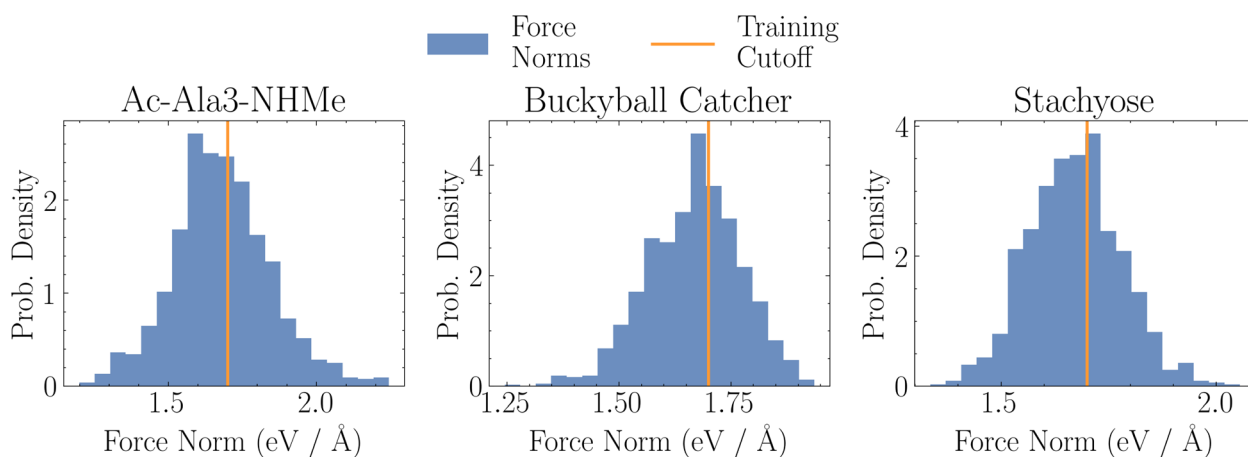 Force Norms
Training Cutoff
Ac-Ala3-NHMe
Prob. Density
2
1
0
1.5
2.0
Force Norm (eV / Å)
Buckyball Catcher
Prob. Density
4
2
0
1.25
1.50
1.75
Force Norm (eV / Å)
Stachyose
Prob. Density
4
2
0
1.5
2.0
Force Norm (eV / Å)